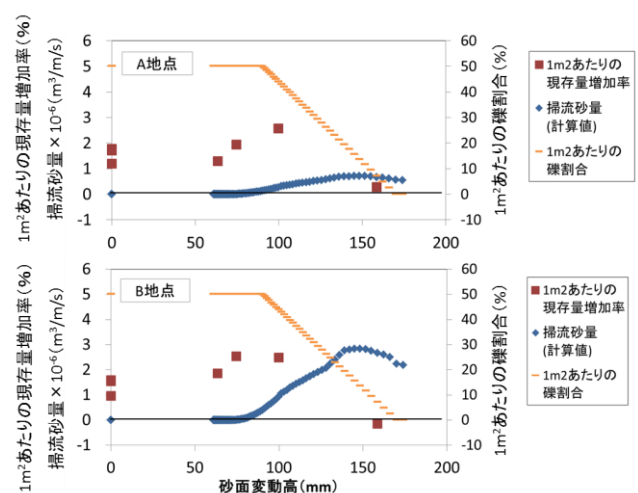 1m²あたりの現存量増加率(%)
掃流砂量×10⁻⁶(m³/m/s)
6
5
4
3
2
1
0
-1
A地点
60
50
40
30
20
10
0
-10
1m²あたりの礫割合(%)
0
50
100
150
200
1m2あたりの
現存量増加率
掃流砂量
(計算値)
1m2あたりの
礫割合
1m²あたりの現存量増加率(%)
掃流砂量×10⁻⁶(m³/m/s)
6
5
4
3
2
1
0
-1
B地点
60
50
40
30
20
10
0
-10
1m²あたりの礫割合(%)
0
50
100
150
200
砂面変動高(mm)
1m2あたりの
現存量増加率
掃流砂量
(計算値)
1m2あたりの
礫割合